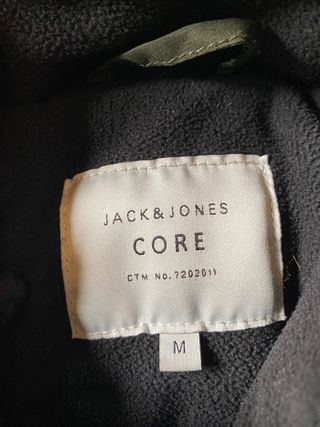 JACK&JONES
CORE
CTM No. 7203011
M